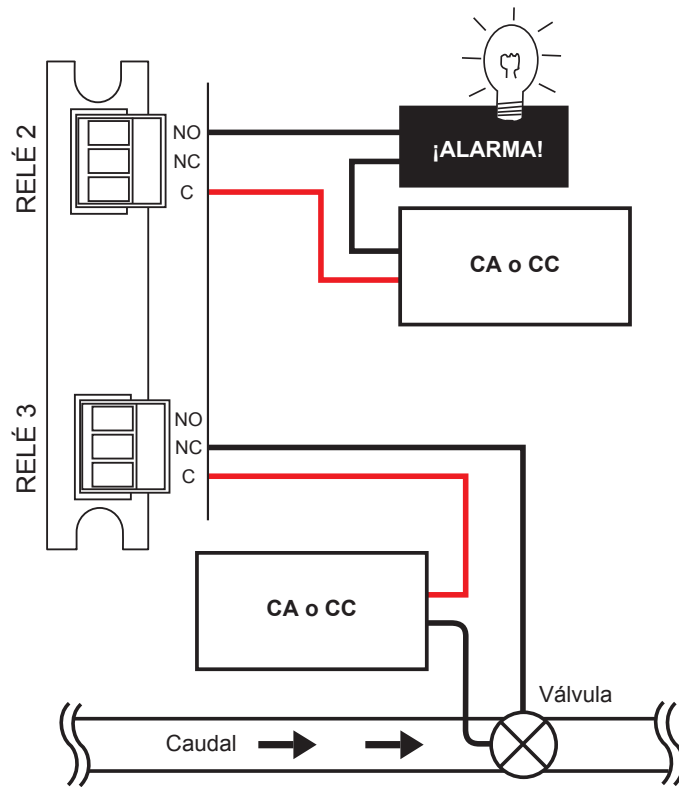 RELÉ 2
NO
NC
C
¡ALARMA!
CA o CC
RELÉ 3
NO
NC
C
CA o CC
Válvula
Caudal